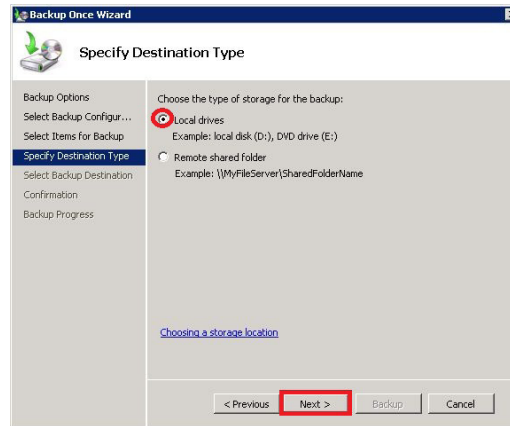 Backup Once Wizard
Specify Destination Type
Backup Options
Select Backup Configur...
Select Items for Backup
Specify Destination Type
Select Backup Destination
Confirmation
Backup Progress
Choose the type of storage for the backup:
Local drives
Example: local disk (D:), DVD drive (E:)
Remote shared folder
Example: \\MyFileServer\SharedFolderName
Choosing a storage location
< Previous Next > Backup Cancel